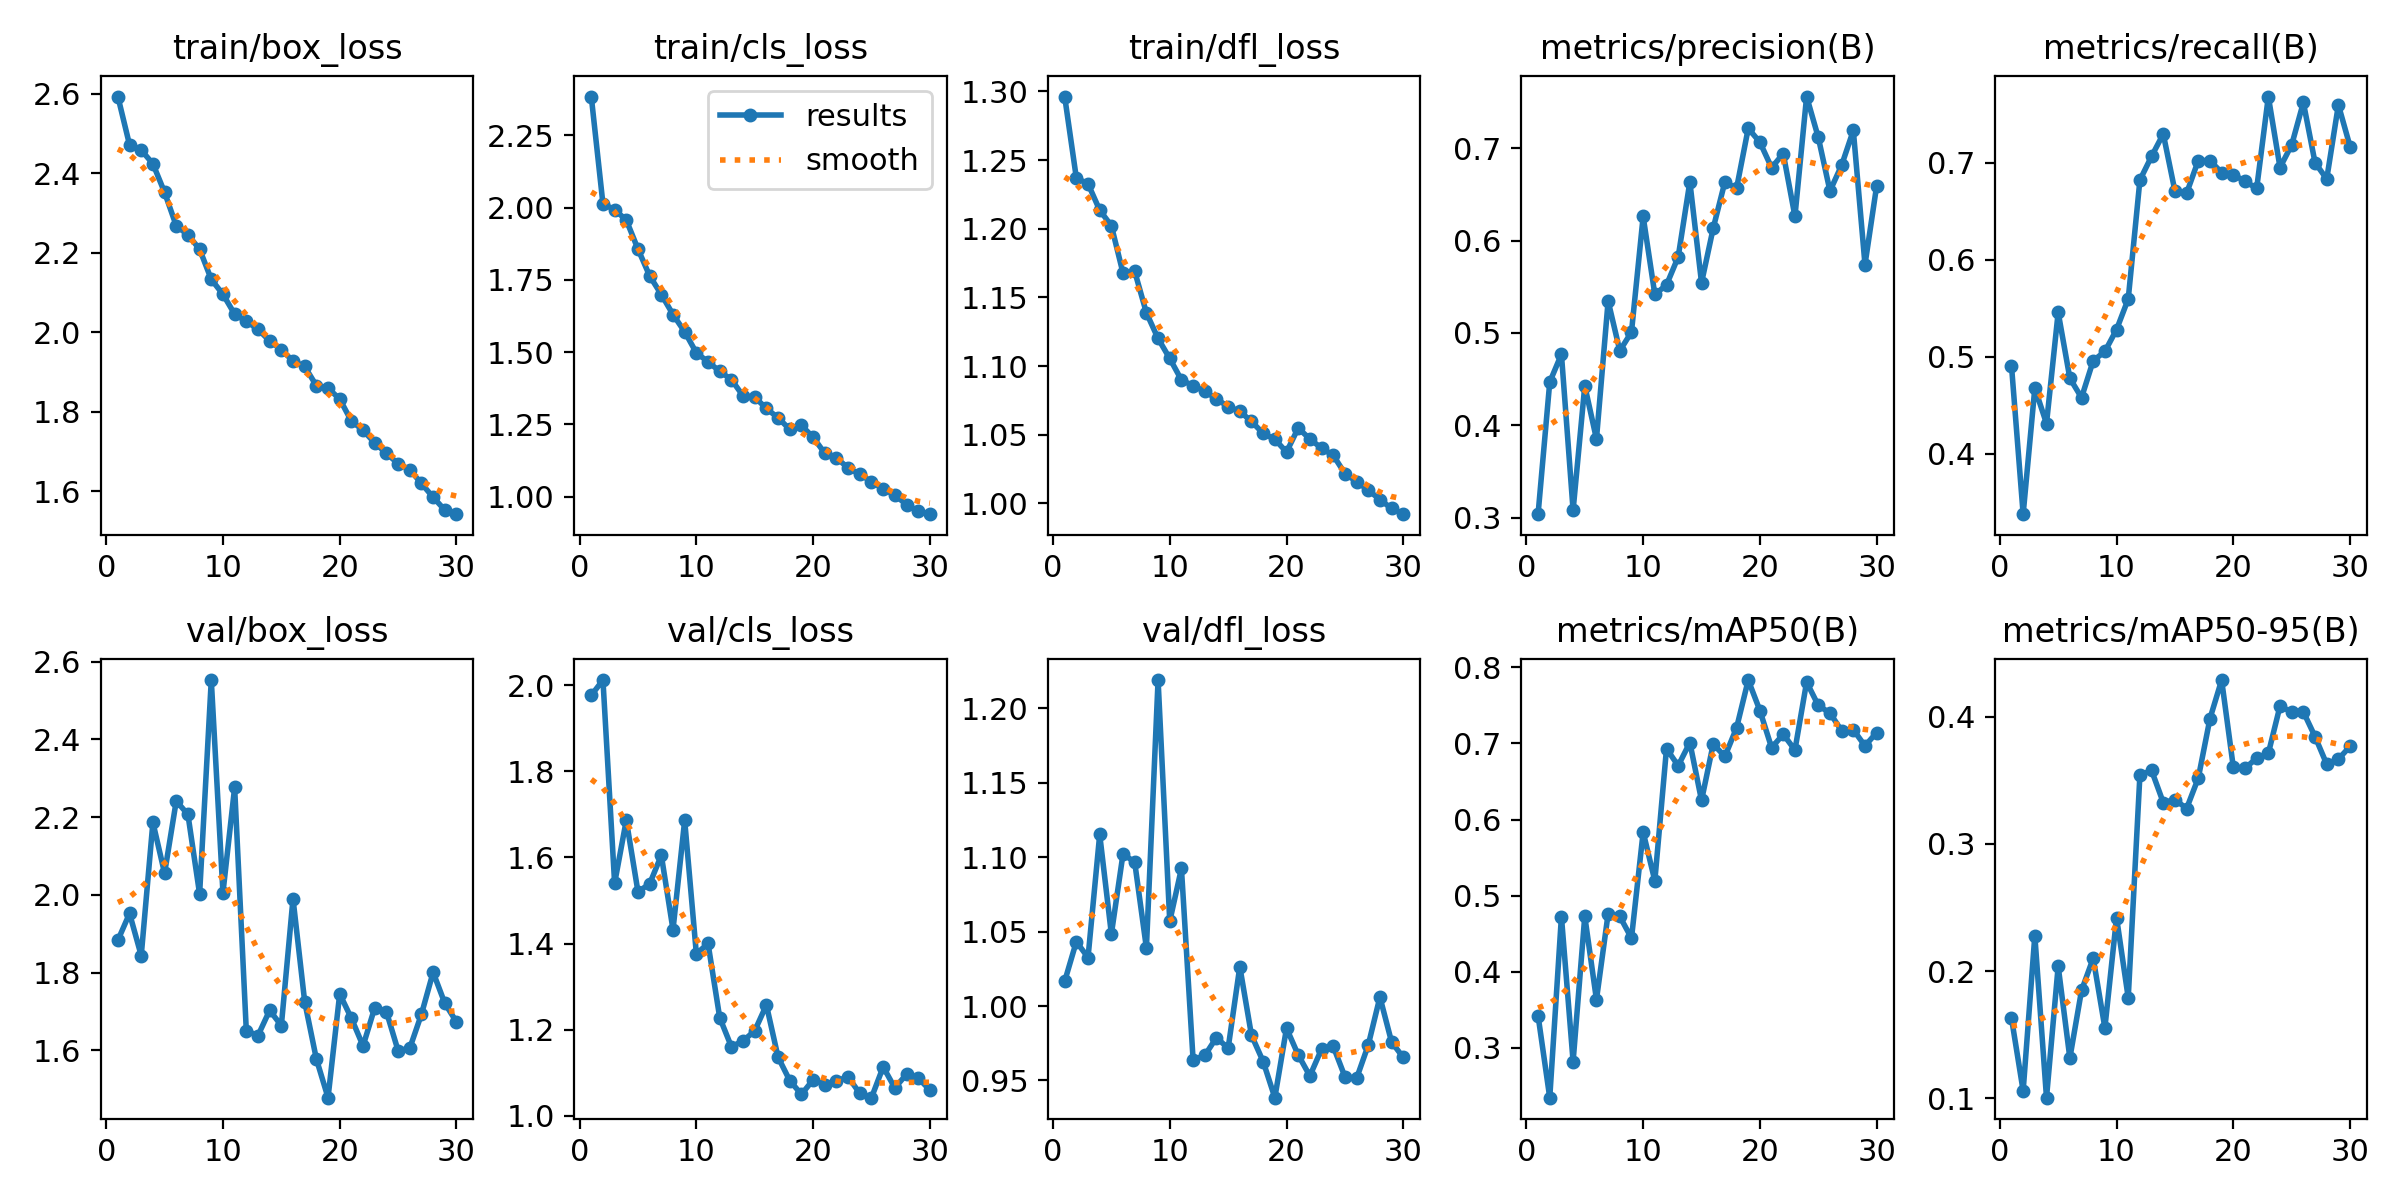 train/box_loss
2.6
2.4
2.2
2.0
1.8
1.6
0 10 20 30
train/cls_loss
results
smooth
2.25
2.00
1.75
1.50
1.25
1.00
0 10 20 30
train/dfl_loss
1.30
1.25
1.20
1.15
1.10
1.05
1.00
0 10 20 30
metrics/precision(B)
0.7
0.6
0.5
0.4
0.3
0 10 20 30
metrics/recall(B)
0.7
0.6
0.5
0.4
0 10 20 30
val/box_loss
2.6
2.4
2.2
2.0
1.8
1.6
0 10 20 30
val/cls_loss
2.0
1.8
1.6
1.4
1.2
1.0
0 10 20 30
val/dfl_loss
1.20
1.15
1.10
1.05
1.00
0.95
0 10 20 30
metrics/mAP50(B)
0.8
0.7
0.6
0.5
0.4
0.3
0 10 20 30
metrics/mAP50-95(B)
0.4
0.3
0.2
0.1
0 10 20 30